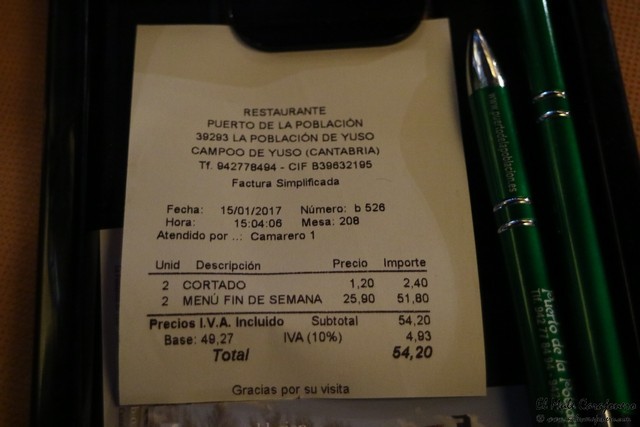 RESTAURANTE
PUERTO DE LA POBLACIÓN
39293 LA POBLACIÓN DE YUSO
CAMPOO DE YUSO (CANTABRIA)
Tf. 942778494 - CIF B39632195
Factura Simplificada
Fecha: 15/01/2017 Número: b 526
Hora: 15:04:06 Mesa: 208
Atendido por ..: Camarero 1
Unid Descripción Precio Importe
2 CORTADO 1,20 2,40
2 MENÚ FIN DE SEMANA 25,90 51,80
Precios I.V.A. Incluido Subtotal 54,20
Base: 49,27 IVA (10%) 4,93
Total 54,20
Gracias por su visita
www.puertodelapoblacion.es
Puerto de la